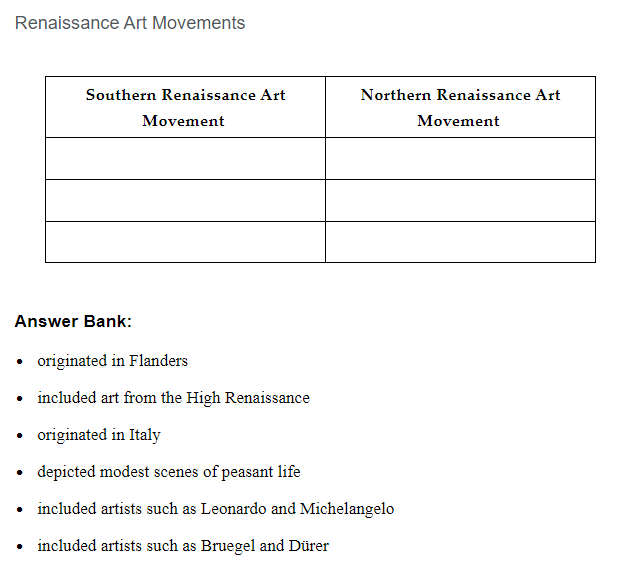 Renaissance Art Movements
Southern Renaissance Art
Movement
Northern Renaissance Art
Movement
Answer Bank:
• originated in Flanders
• included art from the High Renaissance
• originated in Italy
• depicted modest scenes of peasant life
• included artists such as Leonardo and Michelangelo
• included artists such as Bruegel and Dürer